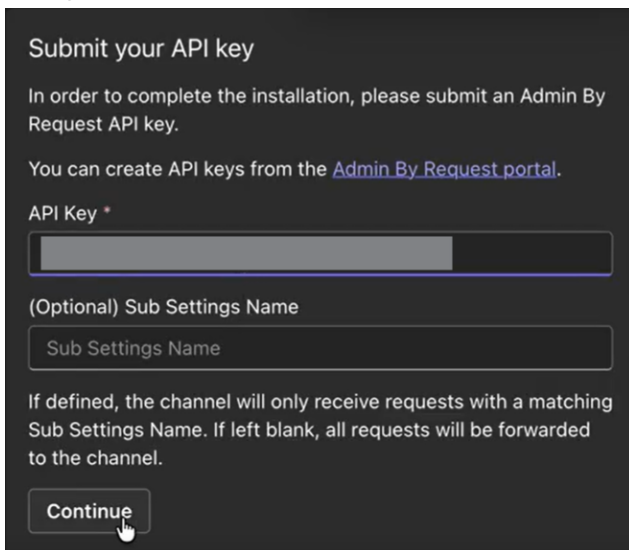 Submit your API key
In order to complete the installation, please submit an Admin By
Request API key.
You can create API keys from the Admin By Request portal.
API Key *
(Optional) Sub Settings Name
Sub Settings Name
If defined, the channel will only receive requests with a matching
Sub Settings Name. If left blank, all requests will be forwarded
to the channel.
Continue